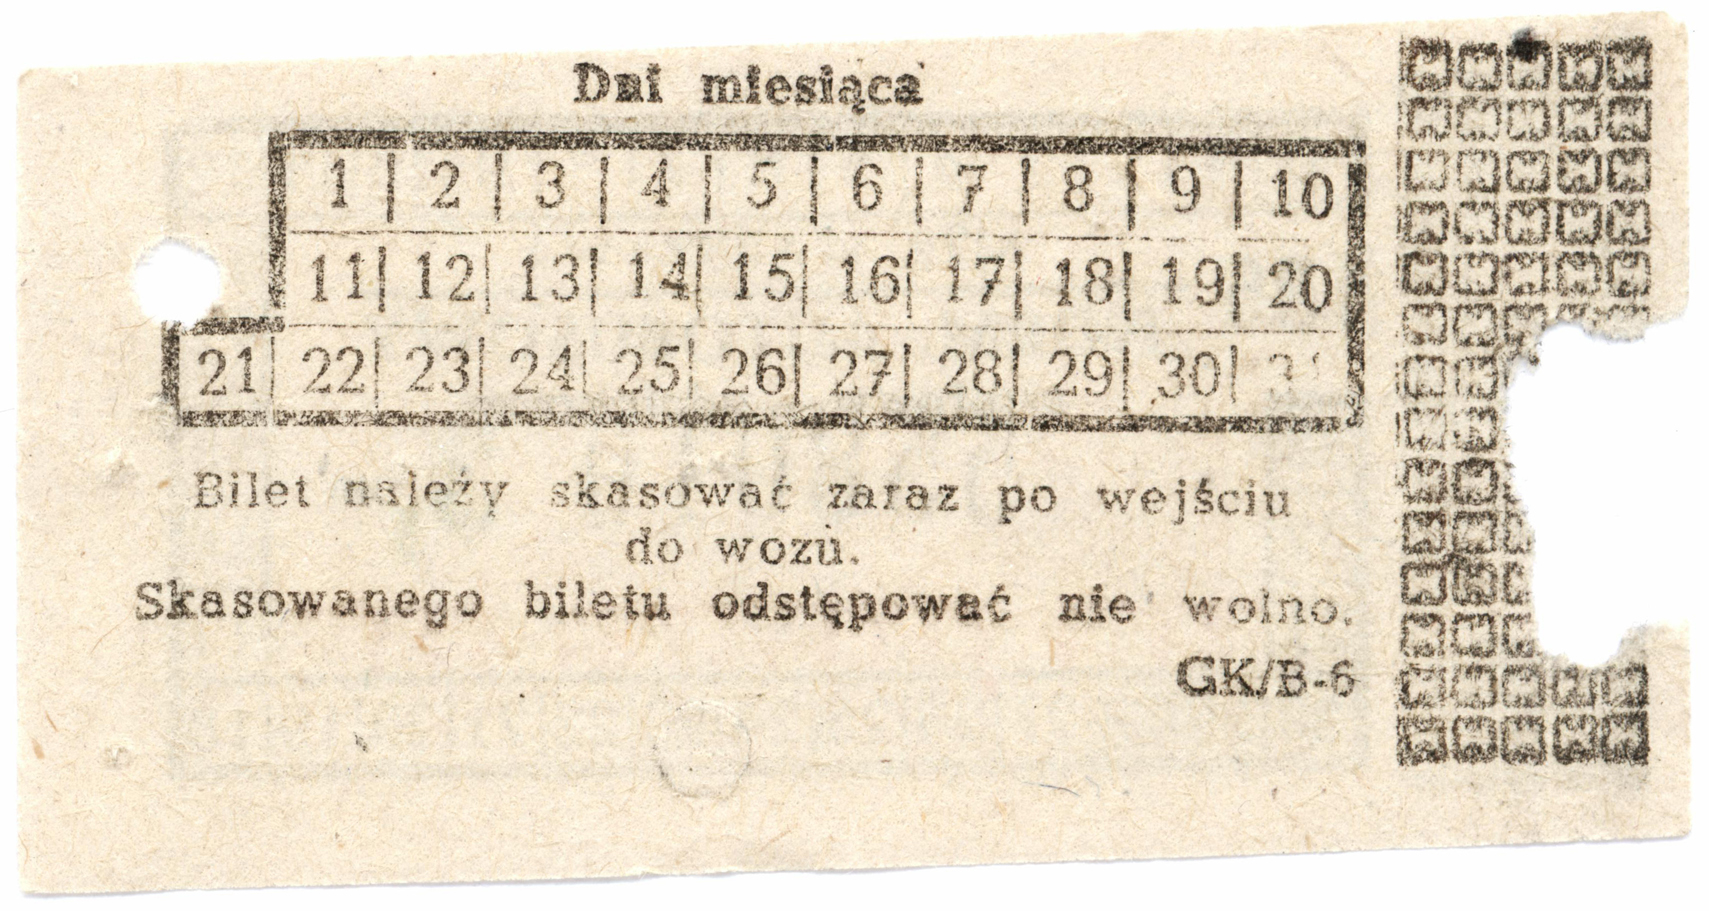 Dni miesiąca
1 2 3 4 5 6 7 8 9 10
11 12 13 14 15 16 17 18 19 20
21 22 23 24 25 26 27 28 29 30 31
Bilet należy skasować zaraz po wejściu
do wozu.
Skasowanego biletu odstępować nie wolno.
GK/B-6